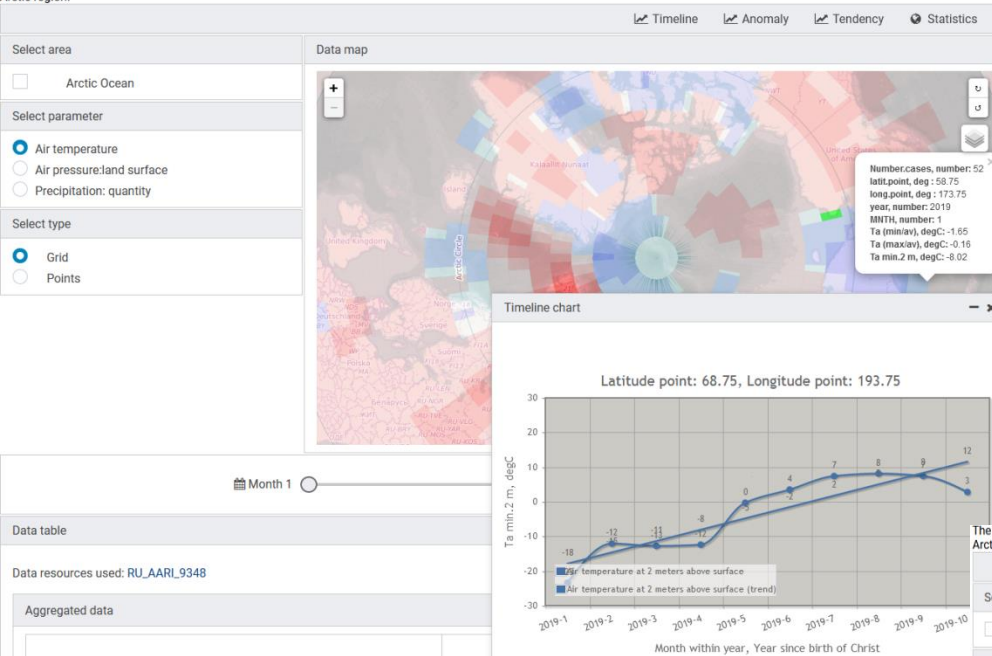 Arctic region.
Timeline
Anomaly
Tendency
Statistics
Select area
Arctic Ocean
Select parameter
Air temperature
Air pressure:land surface
Precipitation: quantity
Select type
Grid
Points
Data map
+
−
Kalaallit Nunaat
United Kingdom
Arctic Circle
Sverige
Suomi
Polska
Number.cases, number: 52
latit.point, deg : 58.75
long.point, deg : 173.75
year, number: 2019
MNTH, number: 1
Ta (min/av), degC: -1.65
Ta (max/av), degC: -0.16
Ta min.2 m, degC: -8.02
Month 1
Timeline chart
Latitude point: 68.75, Longitude point: 193.75
Ta min.2 m, degC
30
20
10
0
-10
-20
-30
-18
-12
-11
-8
-12
0
-5
4
-2
7
2
8
12
3
Air temperature at 2 meters above surface
Air temperature at 2 meters above surface (trend)
2019-1
2019-2
2019-3
2019-4
2019-5
2019-6
2019-7
2019-8
2019-9
2019-10
Month within year, Year since birth of Christ
Data table
Data resources used: RU_AARI_9348
Aggregated data
The
Arct